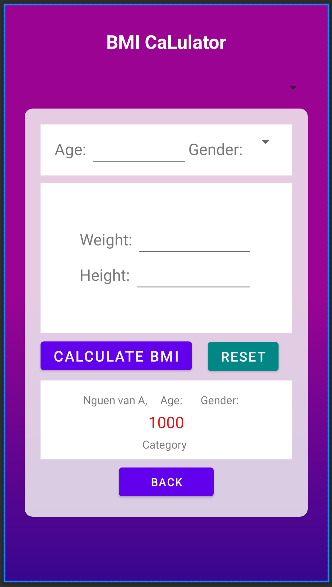 BMI CaLulator
Age: Gender:
Weight:
Height:
CALCULATE BMI RESET
Nguen van A, Age: Gender:
1000
Category
BACK